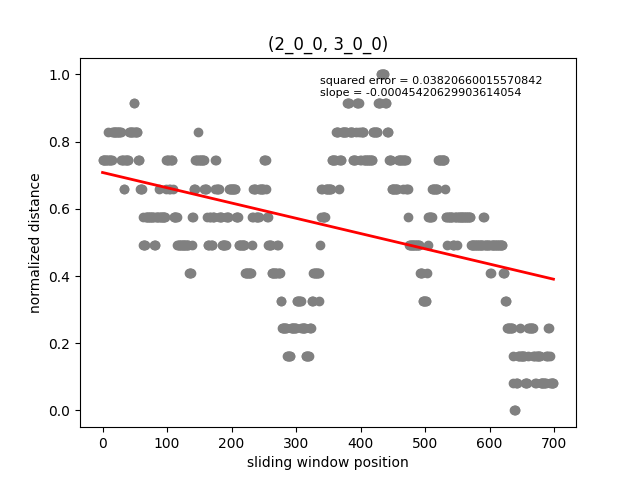 (2_0_0, 3_0_0)
squared error = 0.03820660015570842
slope = -0.00045420629903614054
1.0
0.8
0.6
0.4
0.2
0.0
normalized distance
0 100 200 300 400 500 600 700
sliding window position